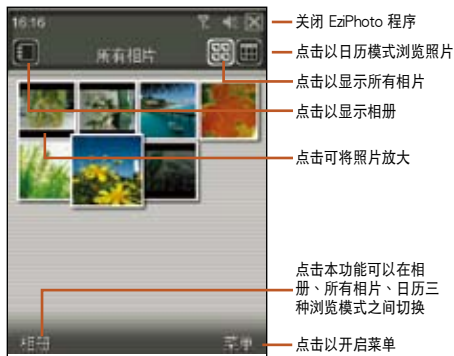 16:16
关闭 EziPhoto 程序
所有相片
点击以日历模式浏览照片
点击以显示所有相片
点击以显示相册
点击可将照片放大
点击本功能可以在相
册、所有相片、日历三
种浏览模式之间切换
相册
菜单
点击以开启菜单